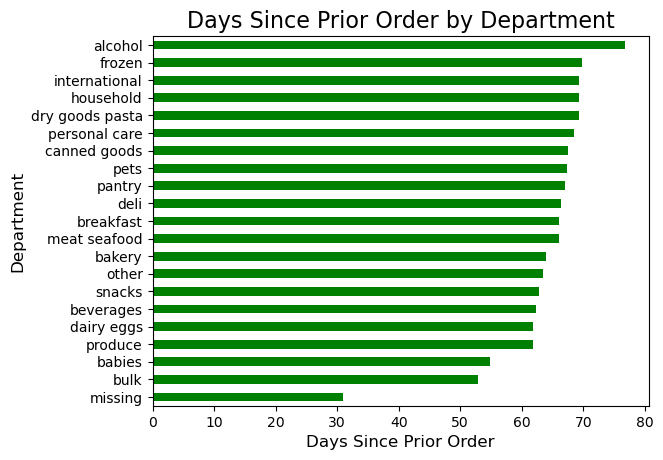 Days Since Prior Order by Department
alcohol
frozen
international
household
dry goods pasta
personal care
canned goods
pets
pantry
deli
breakfast
meat seafood
bakery
other
snacks
beverages
dairy eggs
produce
babies
bulk
missing
Department
0 10 20 30 40 50 60 70 80
Days Since Prior Order